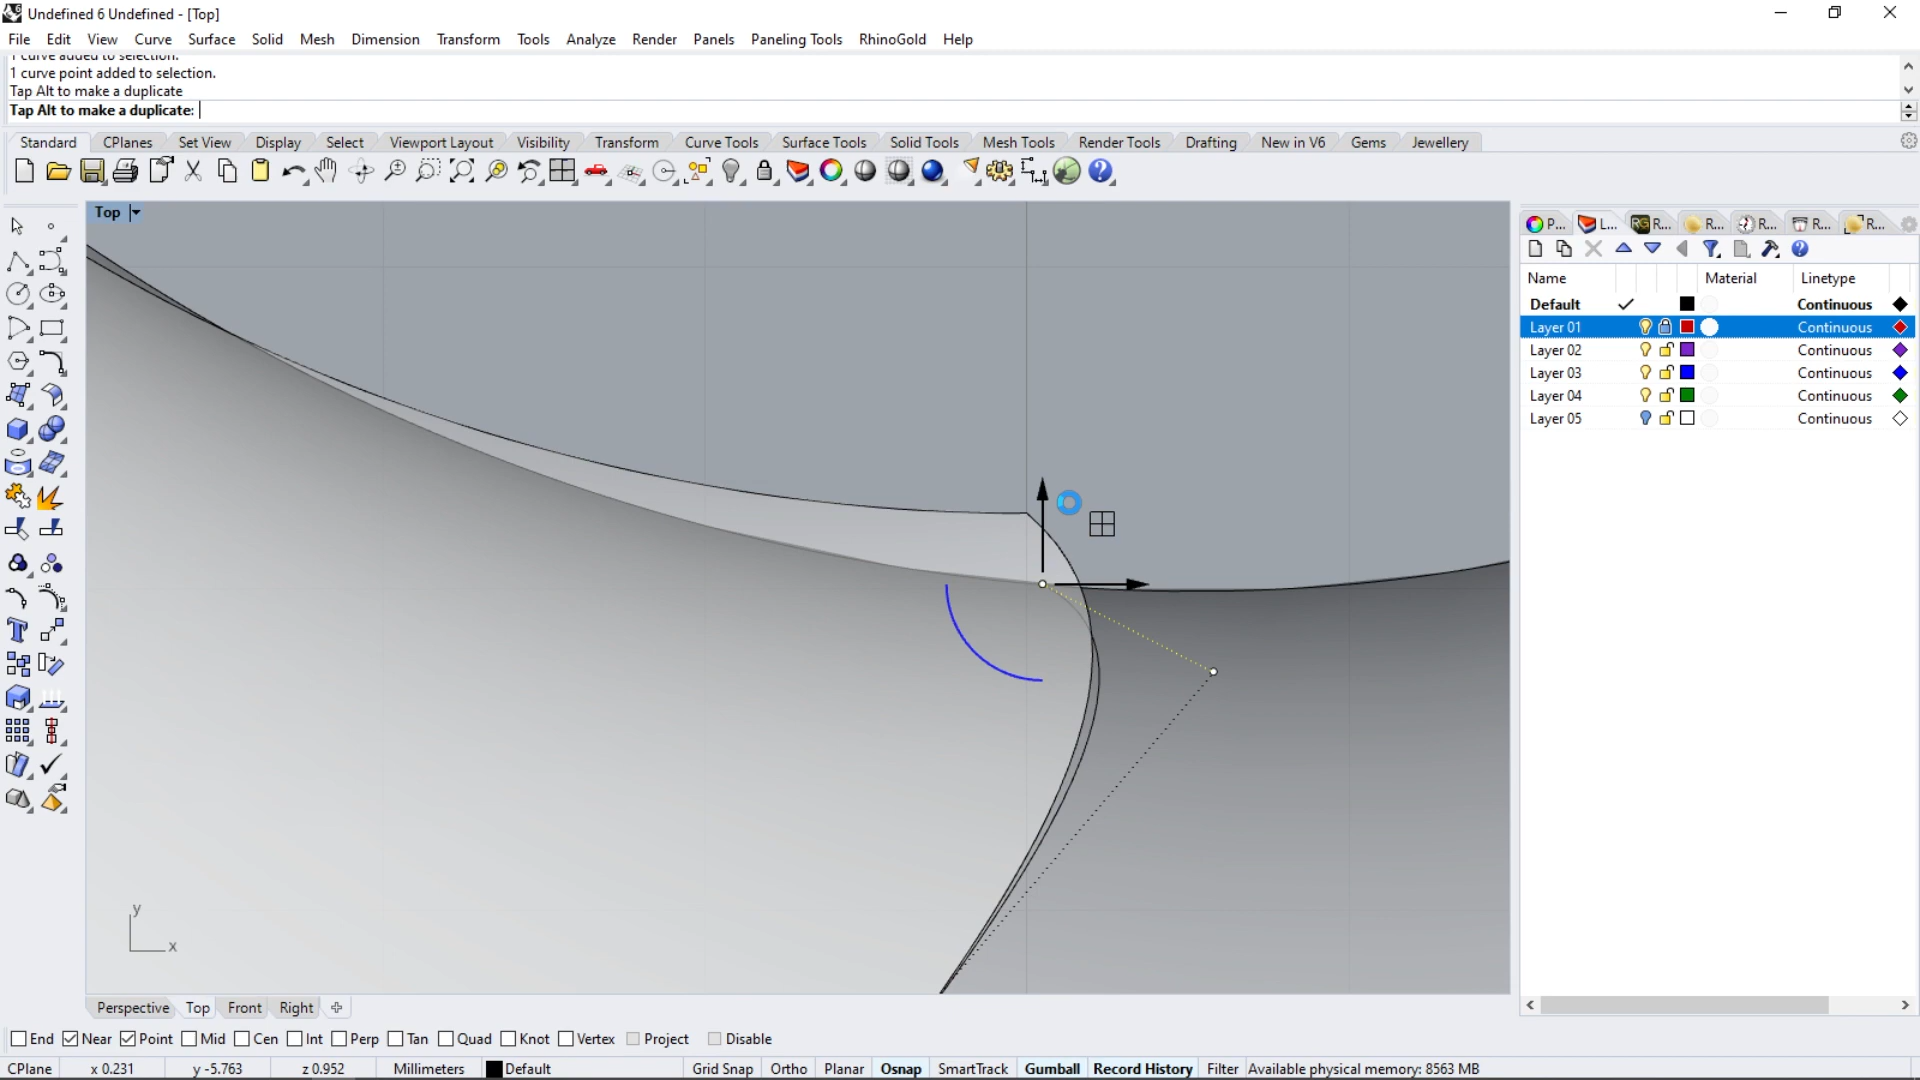 Undefined 6 Undefined - [Top]
File Edit View Curve Surface Solid Mesh Dimension Transform Tools Analyze Render Panels Paneling Tools RhinoGold Help
1 curve added to selection.
1 curve point added to selection.
Tap Alt to make a duplicate
Tap Alt to make a duplicate:
Standard CPlanes Set View Display Select Viewport Layout Visibility Transform Curve Tools Surface Tools Solid Tools Mesh Tools Render Tools Drafting New in V6 Gems Jewellery
Top
P... L... R... R... R... R... R...
Name Material Linetype
Default Continuous
Layer 01 Continuous
Layer 02 Continuous
Layer 03 Continuous
Layer 04 Continuous
Layer 05 Continuous
y
x
Perspective Top Front Right
End Near Point Mid Cen Int Perp Tan Quad Knot Vertex Project Disable
CPlane x 0.231 y -5.763 z 0.952 Millimeters Default Grid Snap Ortho Planar Osnap SmartTrack Gumball Record History Filter Available physical memory: 8563 MB